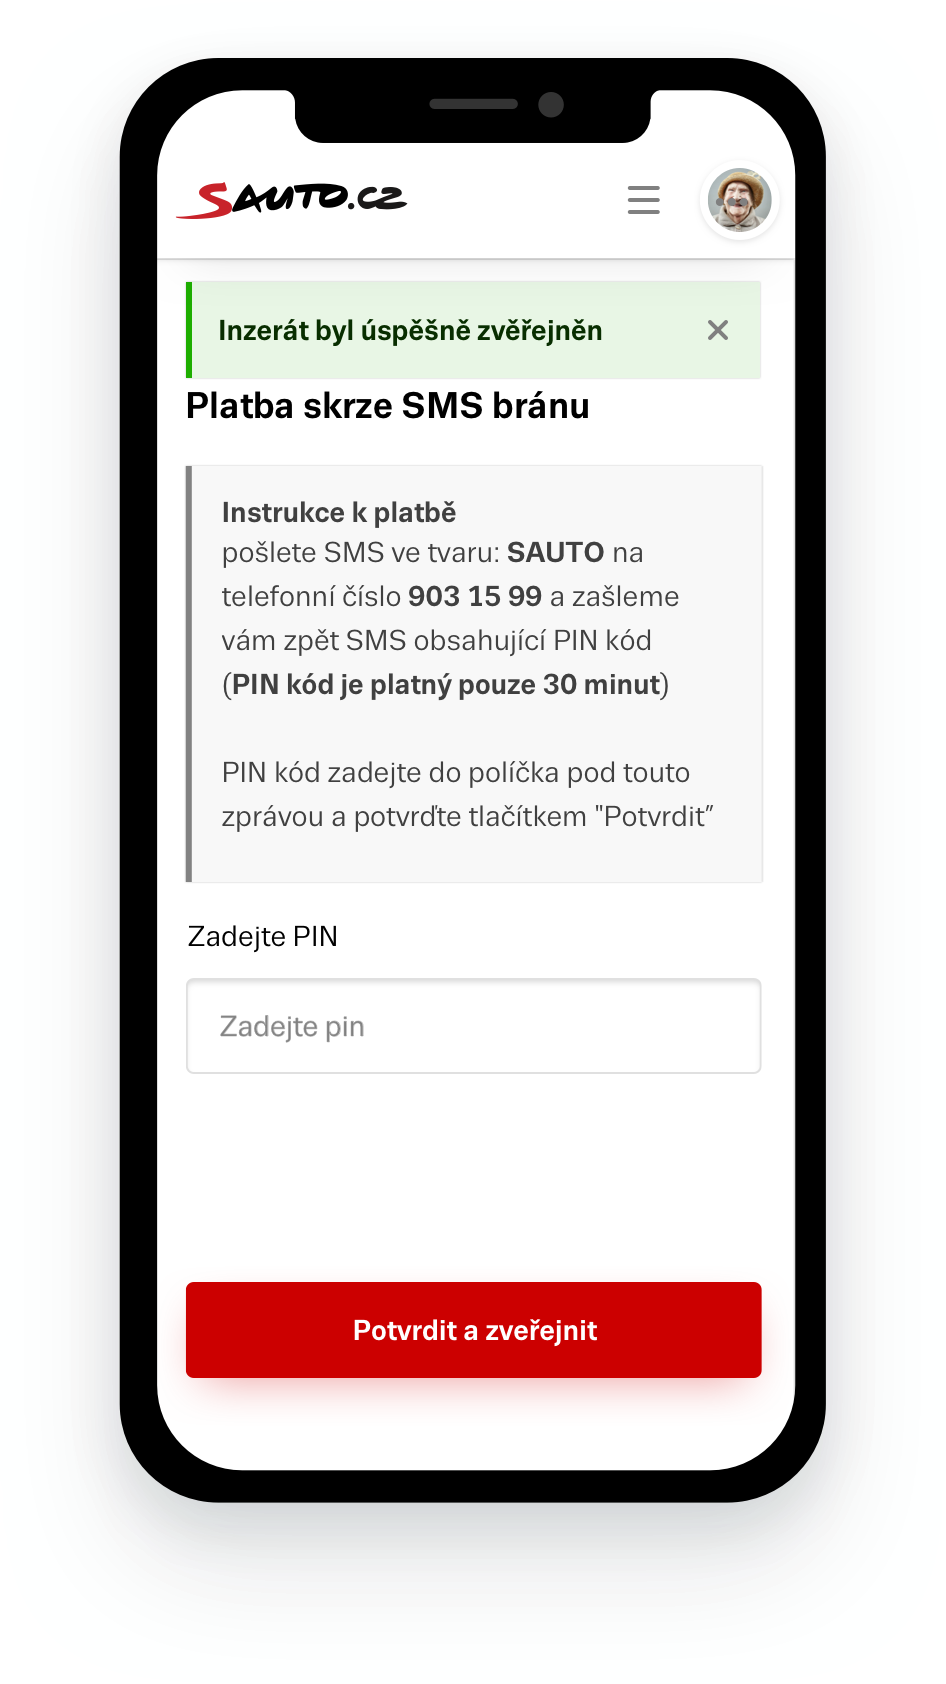 SAUTO.CZ
Inzerát byl úspěšně zvěřejněn
Platba skrze SMS bránu
Instrukce k platbě
pošlete SMS ve tvaru: SAUTO na
telefonní číslo 903 15 99 a zašleme
vám zpět SMS obsahující PIN kód
(PIN kód je platný pouze 30 minut)
PIN kód zadejte do políčka pod touto
zprávou a potvrďte tlačítkem "Potvrdit”
Zadejte PIN
Zadejte pin
Potvrdit a zveřejnit